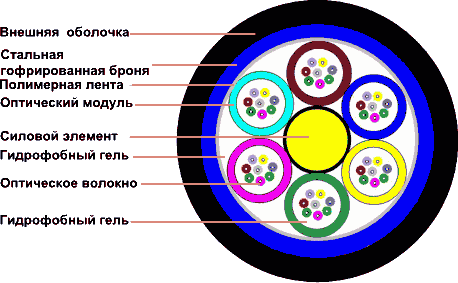 Внешняя оболочка
Стальная
гофрированная броня
Полимерная лента
Оптический модуль
Силовой элемент
Гидрофобный гель
Оптическое волокно
Гидрофобный гель